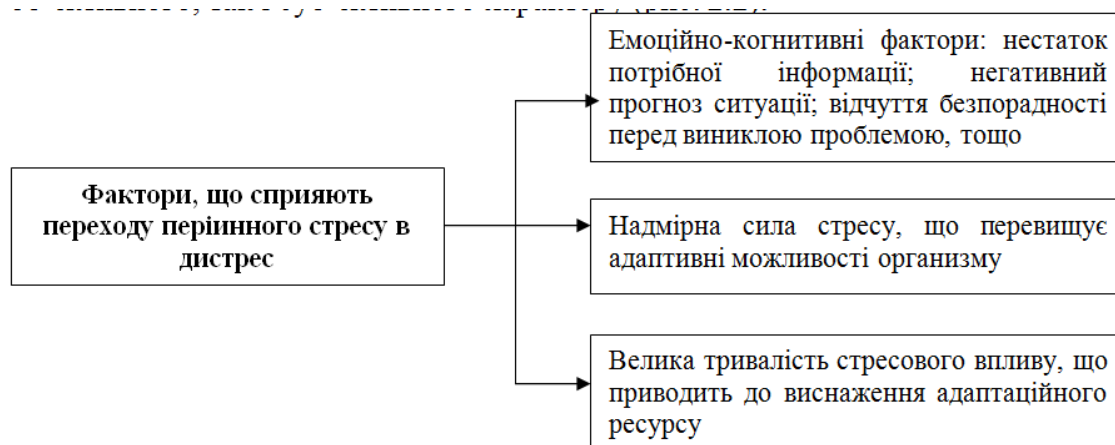 Емоційно-когнитивні фактори: нестаток
потрібної інформації; негативний
прогноз ситуації; відчуття безпорадності
перед виниклою проблемою, тощо
Фактори, що сприяють
переходу періинного стресу в
дистрес
Надмірна сила стресу, що перевищує
адаптивні можливості організму
Велика тривалість стресового впливу, що
приводить до виснаження адаптаційного
ресурсу